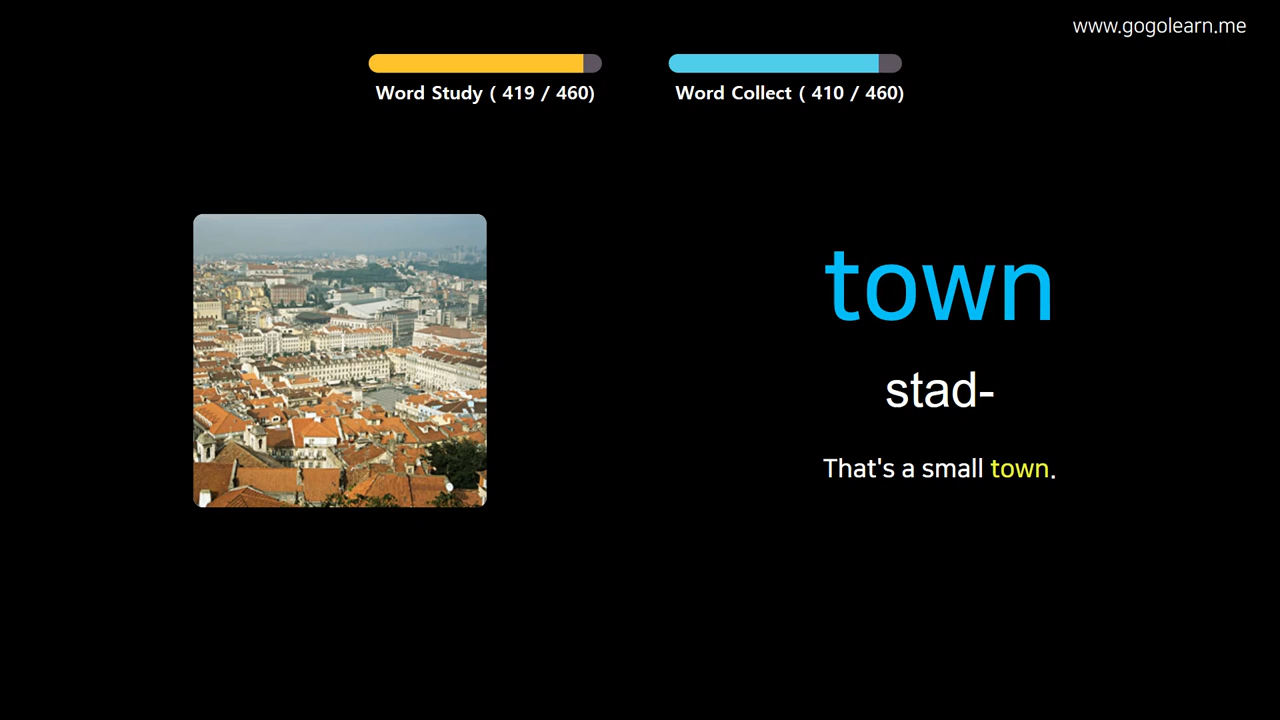 www.gogolearn.me
Word Study ( 419 / 460)
Word Collect ( 410 / 460)
town
stad-
That's a small town.